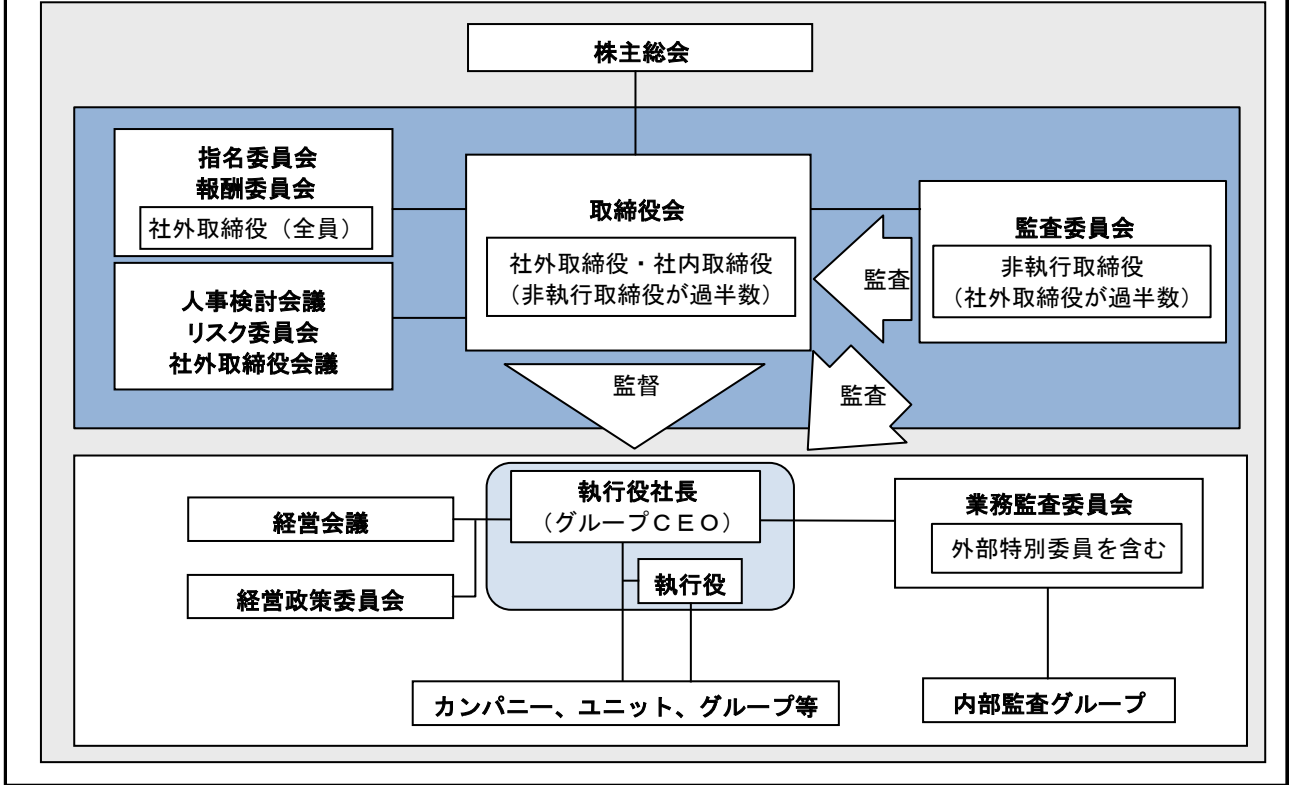 株主総会
指名委員会
報酬委員会
社外取締役（全員）
人事検討会議
リスク委員会
社外取締役会議
取締役会
社外取締役・社内取締役
（非執行取締役が過半数）
監査委員会
非執行取締役
（社外取締役が過半数）
監査
監督
監査
執行役社長
（グループＣＥＯ）
執行役
経営会議
経営政策委員会
業務監査委員会
外部特別委員を含む
カンパニー、ユニット、グループ等
内部監査グループ